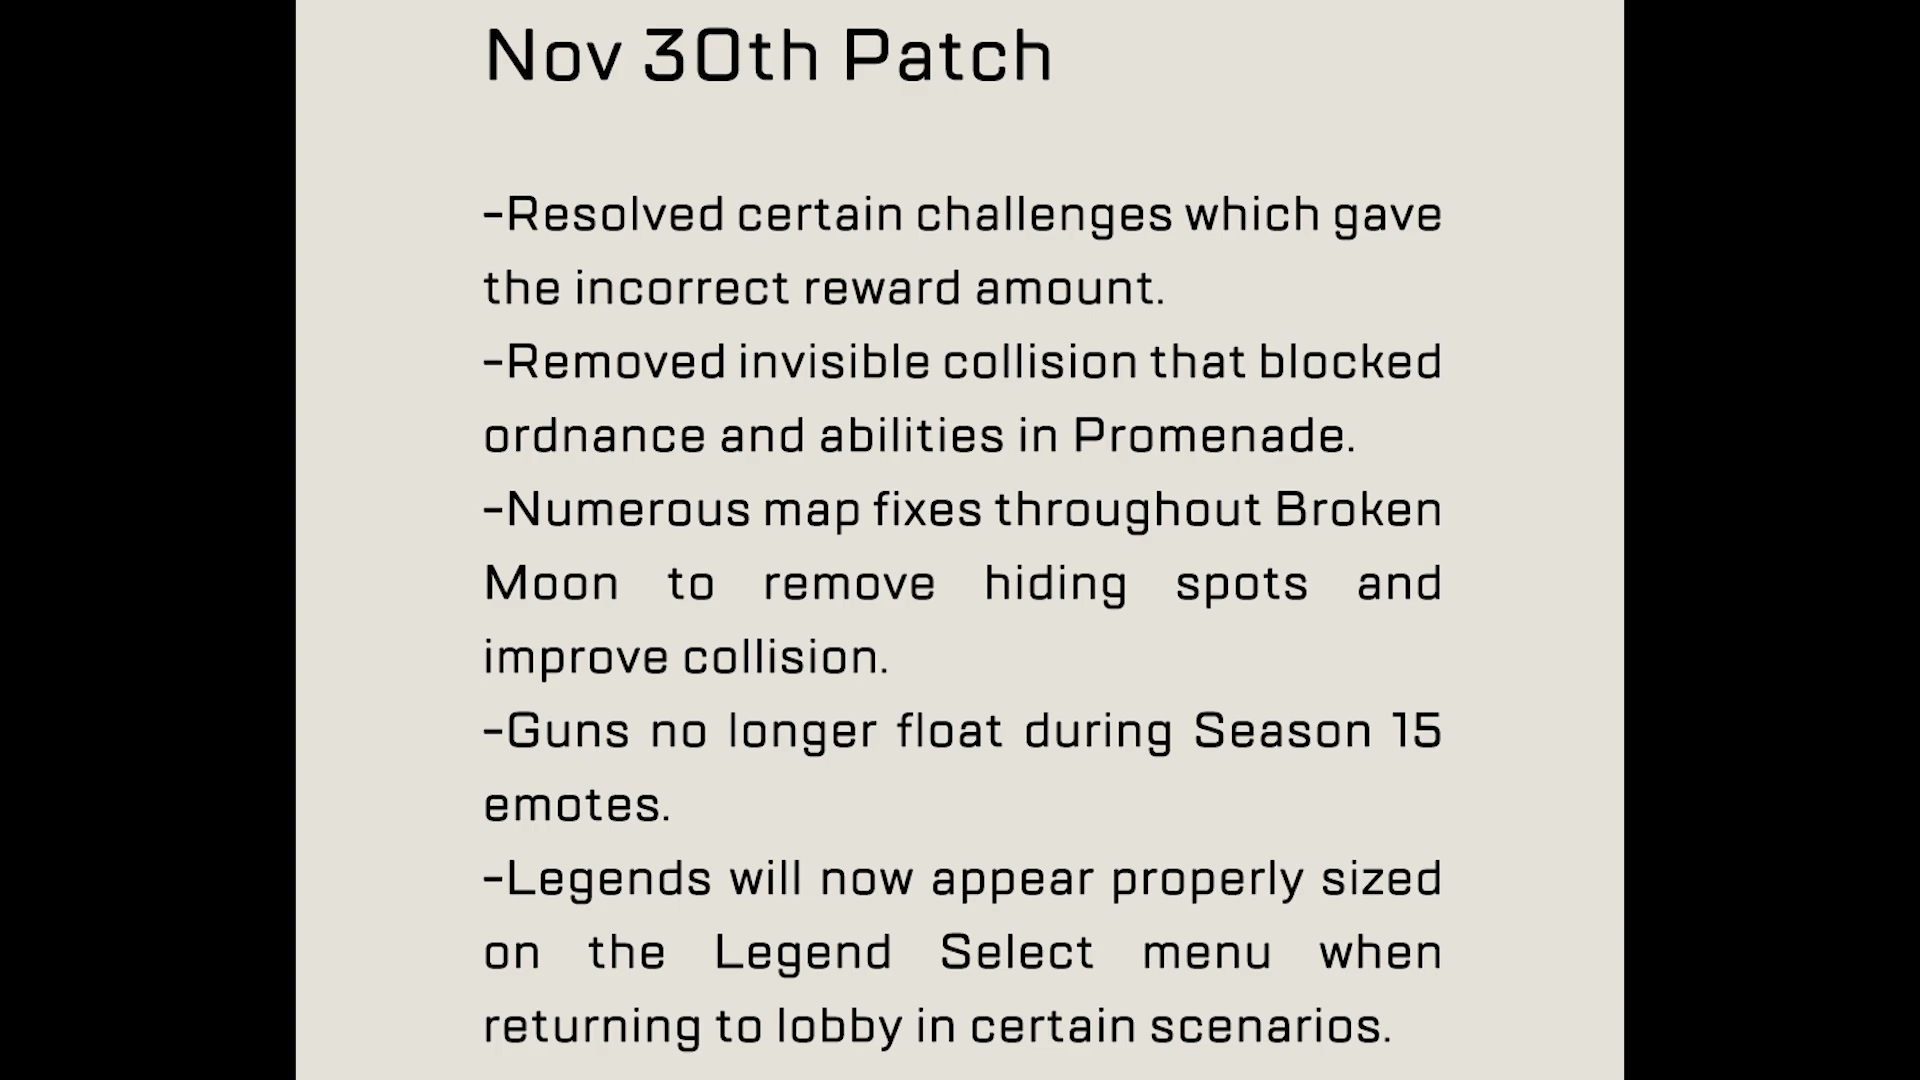 Nov 30th Patch
-Resolved certain challenges which gave
the incorrect reward amount.
-Removed invisible collision that blocked
ordnance and abilities in Promenade.
-Numerous map fixes throughout Broken
Moon to remove hiding spots and
improve collision.
-Guns no longer float during Season 15
emotes.
-Legends will now appear properly sized
on the Legend Select menu when
returning to lobby in certain scenarios.